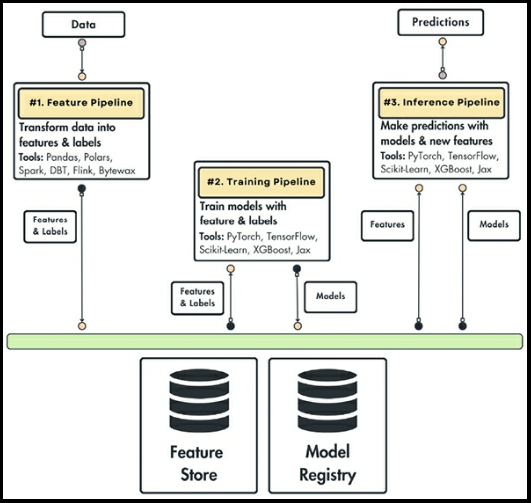 Data
Predictions
#1. Feature Pipeline
Transform data into
features & labels
Tools: Pandas, Polars,
Spark, DBT, Flink, Bytewax
#3. Inference Pipeline
Make predictions with
models & new features
Tools: PyTorch, TensorFlow,
Scikit-Learn, XGBoost, Jax
#2. Training Pipeline
Train models with
feature & labels
Tools: PyTorch, TensorFlow,
Scikit-Learn, XGBoost, Jax
Features
& Labels
Features
Models
Features
& Labels
Models
Feature
Store
Model
Registry